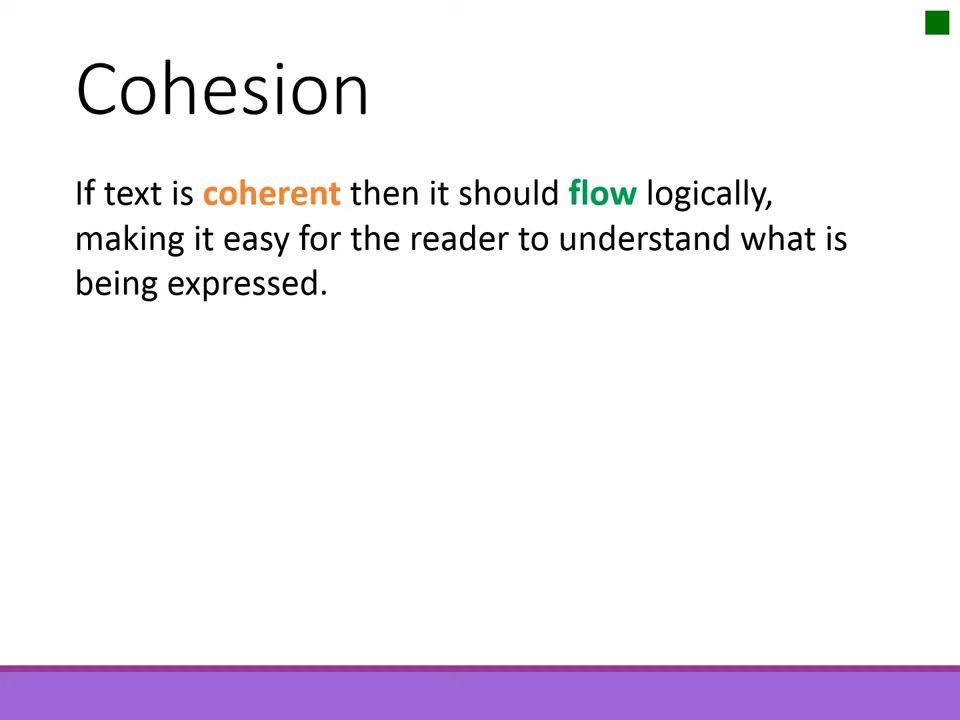 Cohesion
If text is coherent then it should flow logically,
making it easy for the reader to understand what is
being expressed.